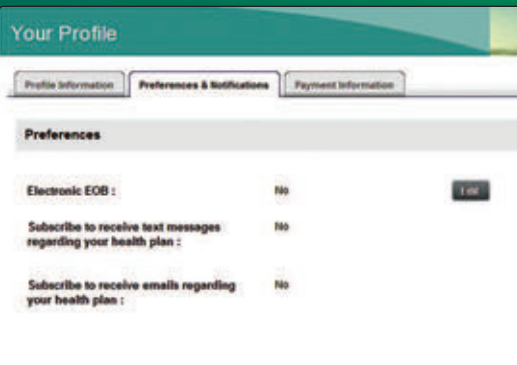 Your Profile
Profile Information Preferences & Notifications Payment Information
Preferences
Electronic EOB : No Edit
Subscribe to receive text messages No
regarding your health plan :
Subscribe to receive emails regarding No
your health plan :